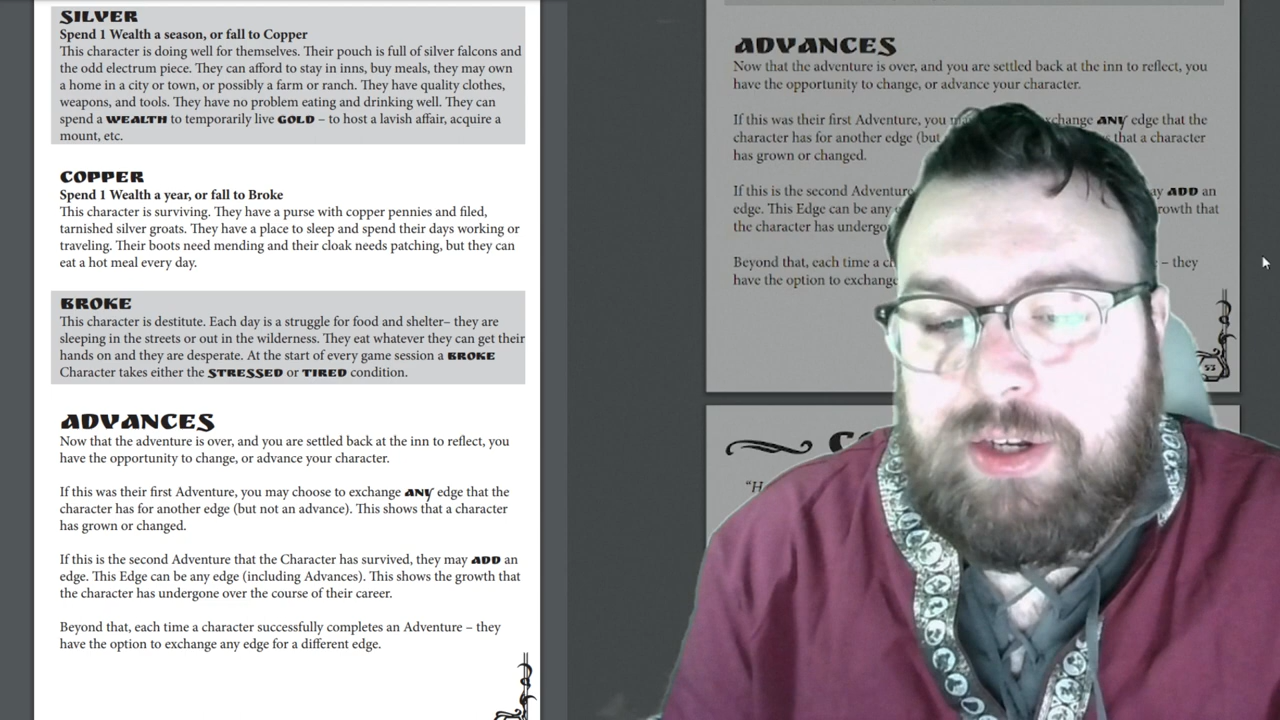 SILVER
Spend 1 Wealth a season, or fall to Copper
This character is doing well for themselves. Their pouch is full of silver falcons and
the odd electrum piece. They can afford to stay in inns, buy meals, they may own
a home in a city or town, or possibly a farm or ranch. They have quality clothes,
weapons, and tools. They have no problem eating and drinking well. They can
spend a WEALTH to temporarily live GOLD – to host a lavish affair, acquire a
mount, etc.
COPPER
Spend 1 Wealth a year, or fall to Broke
This character is surviving. They have a purse with copper pennies and filed,
tarnished silver groats. They have a place to sleep and spend their days working or
traveling. Their boots need mending and their cloak needs patching, but they can
eat a hot meal every day.
BROKE
This character is destitute. Each day is a struggle for food and shelter– they are
sleeping in the streets or out in the wilderness. They eat whatever they can get their
hands on and they are desperate. At the start of every game session a BROKE
Character takes either the STRESSED or TIRED condition.
ADVANCES
Now that the adventure is over, and you are settled back at the inn to reflect, you
have the opportunity to change, or advance your character.
If this was their first Adventure, you may choose to exchange ANY edge that the
character has for another edge (but not an advance). This shows that a character
has grown or changed.
If this is the second Adventure that the Character has survived, they may ADD an
edge. This Edge can be any edge (including Advances). This shows the growth that
the character has undergone over the course of their career.
Beyond that, each time a character successfully completes an Adventure – they
have the option to exchange any edge for a different edge.
ADVANCES
Now that the adventure is over, and you are settled back at the inn to reflect, you
have the opportunity to change, or advance your character.
If this was their first Adventure, you exchange ANY edge that the
character has for another edge (but that a character
has grown or changed.
If this is the second Adventure ADD an
edge. This Edge can be any growth that
the character has
Beyond that, each time a – they
have the option to exchange
53